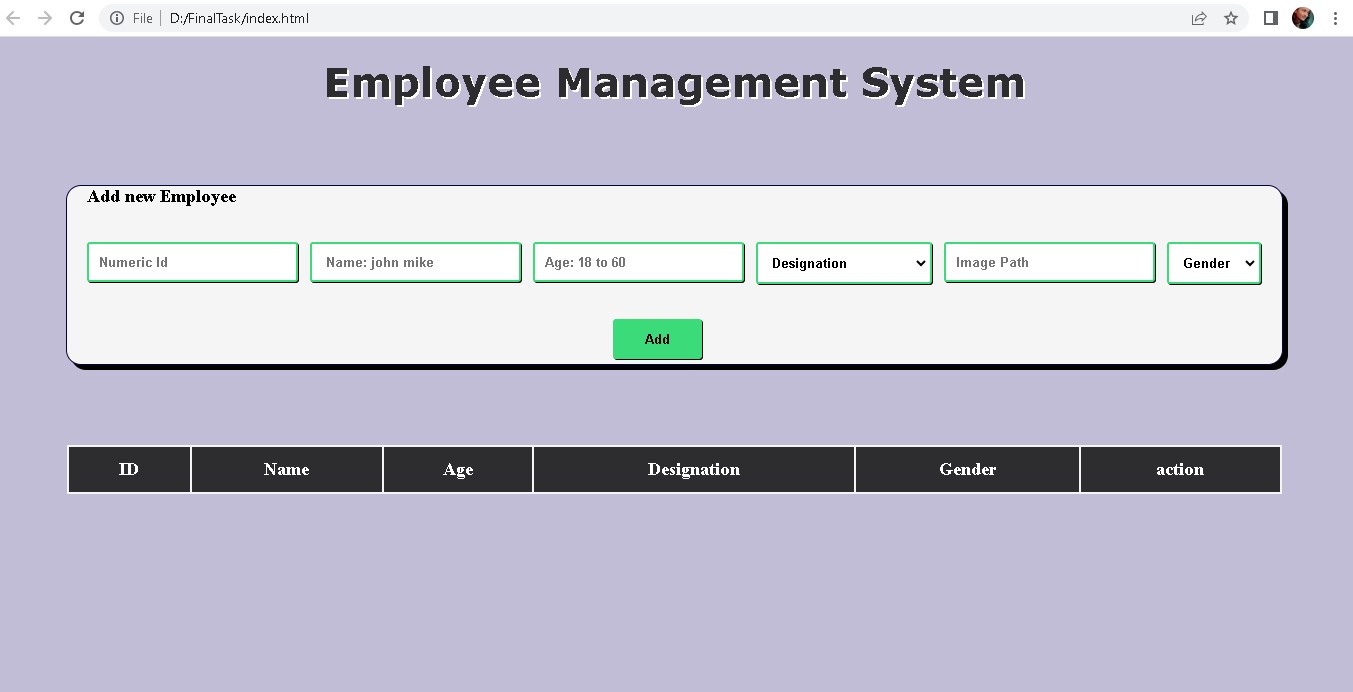 File D:/FinalTask/index.html
Employee Management System
Add new Employee
Numeric Id Name: john mike Age: 18 to 60 Designation Image Path Gender
Add
ID Name Age Designation Gender action